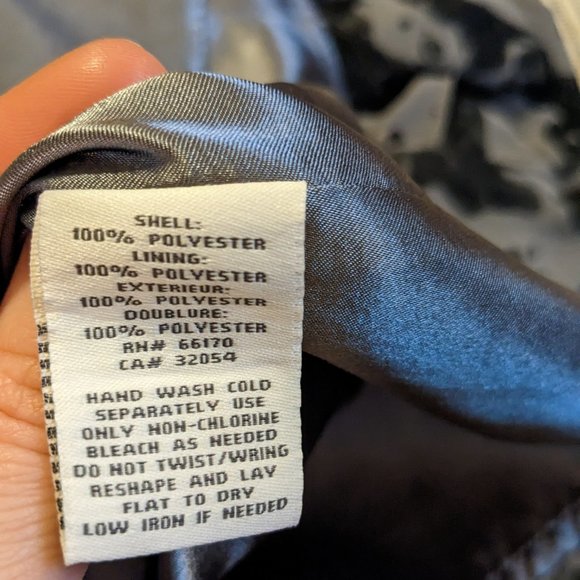 SHELL:
100% POLYESTER
LINING:
100% POLYESTER
EXTERIEUR:
100% POLYESTER
DOUBLURE:
100% POLYESTER
RN# 66170
CA# 32054
HAND WASH COLD
SEPARATELY USE
ONLY NON-CHLORINE
BLEACH AS NEEDED
DO NOT TWIST/WRING
RESHAPE AND LAY
FLAT TO DRY
LOW IRON IF NEEDED